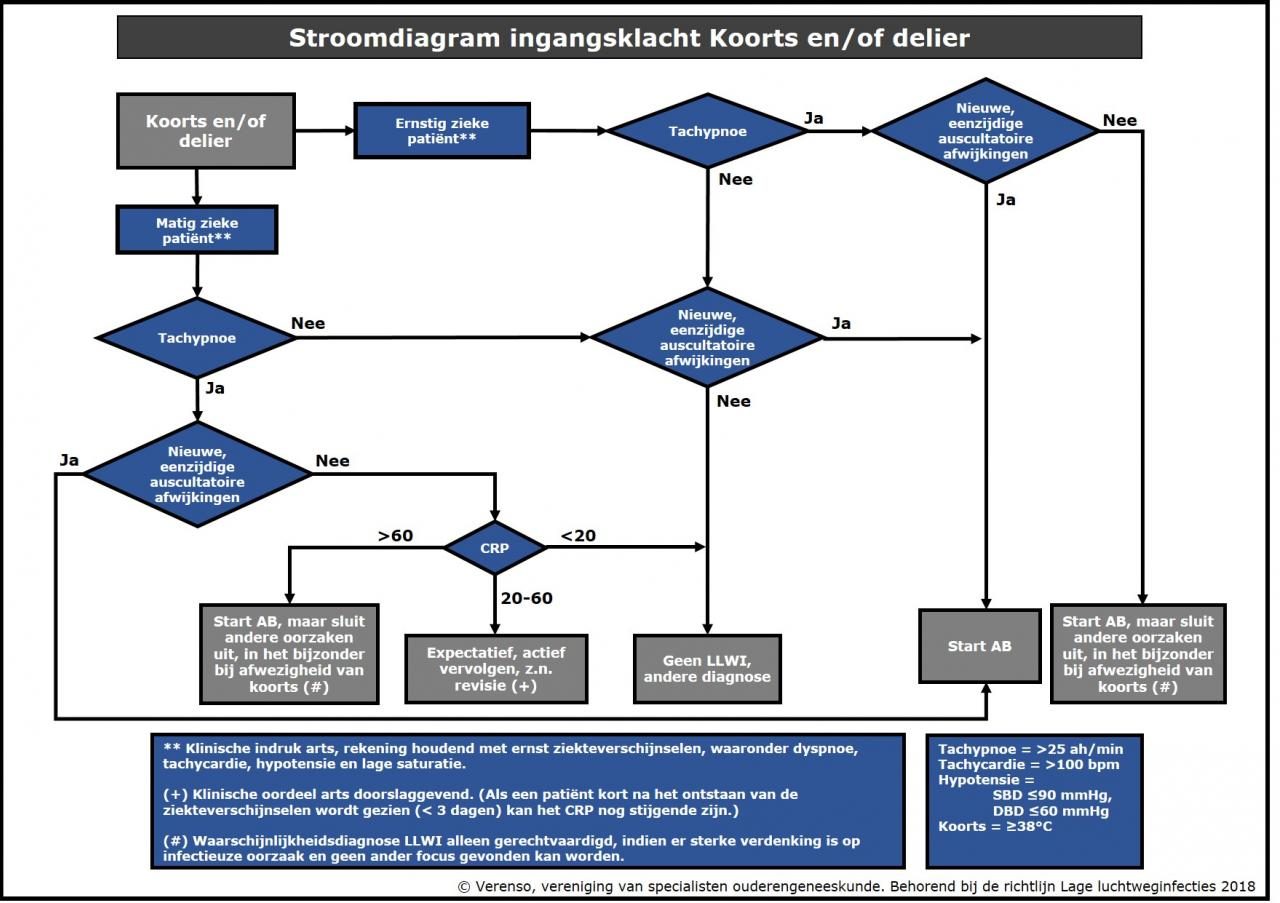 Stroomdiagram ingangsklacht Koorts en/of delier
Koorts en/of
delier
Ernstig zieke
patiënt**
Tachypnoe
Ja
Nieuwe,
eenzijdige
auscultatoire
afwijkingen
Nee
Nee
Ja
Matig zieke
patiënt**
Tachypnoe
Nee
Nieuwe,
eenzijdige
auscultatoire
afwijkingen
Ja
Ja
Nee
Ja
Nieuwe,
eenzijdige
auscultatoire
afwijkingen
Nee
>60
CRP
<20
20-60
Start AB, maar sluit
andere oorzaken
uit, in het bijzonder
bij afwezigheid van
koorts (#)
Expectatief, actief
vervolgen, z.n.
revisie (+)
Geen LLWI,
andere diagnose
Start AB
Start AB, maar sluit
andere oorzaken
uit, in het bijzonder
bij afwezigheid van
koorts (#)
** Klinische indruk arts, rekening houdend met ernst ziekteverschijnselen, waaronder dyspnoe,
tachycardie, hypotensie en lage saturatie.
(+) Klinische oordeel arts doorslaggevend. (Als een patiënt kort na het ontstaan van de
ziekteverschijnselen wordt gezien (< 3 dagen) kan het CRP nog stijgende zijn.)
(#) Waarschijnlijkheidsdiagnose LLWI alleen gerechtvaardigd, indien er sterke verdenking is op
infectieuze oorzaak en geen ander focus gevonden kan worden.
Tachypnoe = >25 ah/min
Tachycardie = >100 bpm
Hypotensie =
SBD ≤90 mmHg,
DBD ≤60 mmHg
Koorts = ≥38°C
© Verenso, vereniging van specialisten ouderengeneeskunde. Behorend bij de richtlijn Lage luchtweginfecties 2018